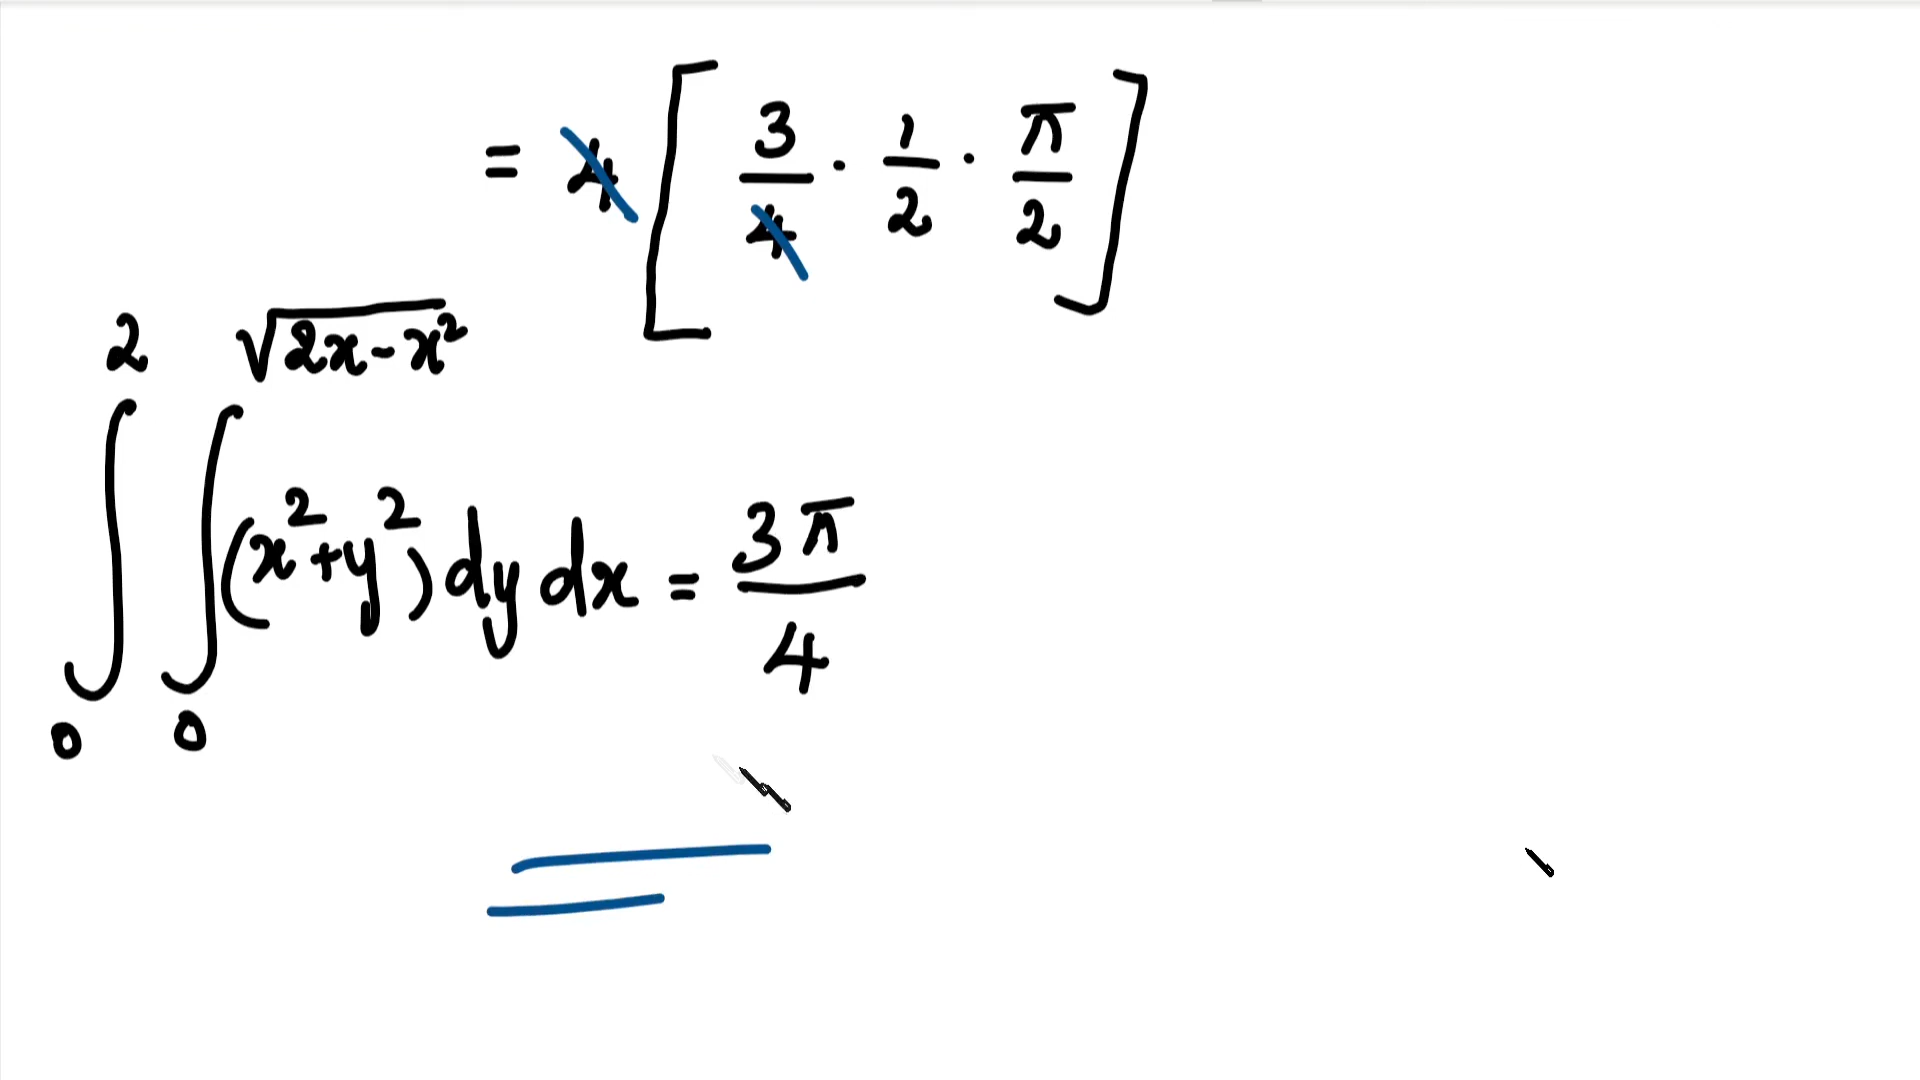 = 4 [ 3/4 · 1/2 · π/2 ]
∫₀² ∫₀^√(2x-x²) (x²+y²) dy dx = 3π/4